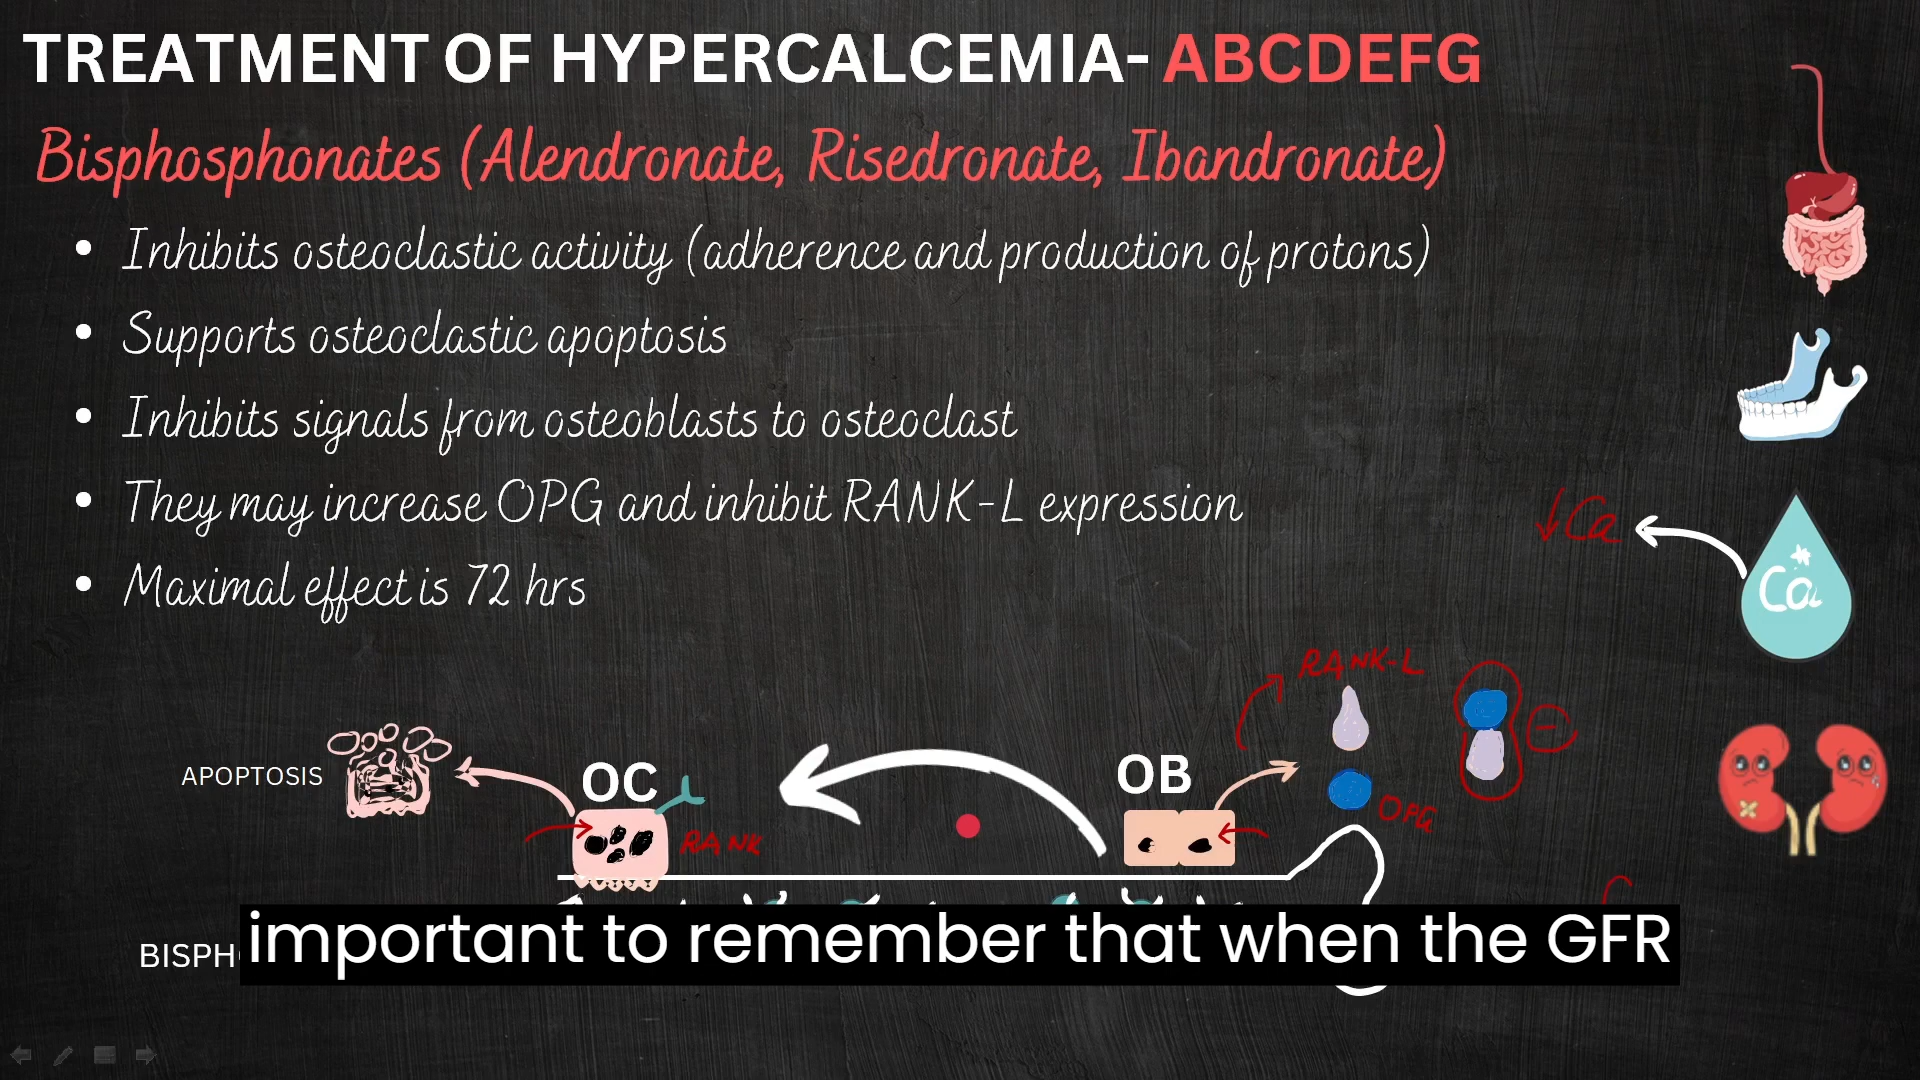 TREATMENT OF HYPERCALCEMIA- ABCDEFG
Bisphosphonates (Alendronate, Risedronate, Ibandronate)
• Inhibits osteoclastic activity (adherence and production of protons)
• Supports osteoclastic apoptosis
• Inhibits signals from osteoblasts to osteoclast
• They may increase OPG and inhibit RANK-L expression
• Maximal effect is 72 hrs
↓Ca
Ca
RANK-L
APOPTOSIS
OC
OB
OPG
RANK
BISPH
important to remember that when the GFR